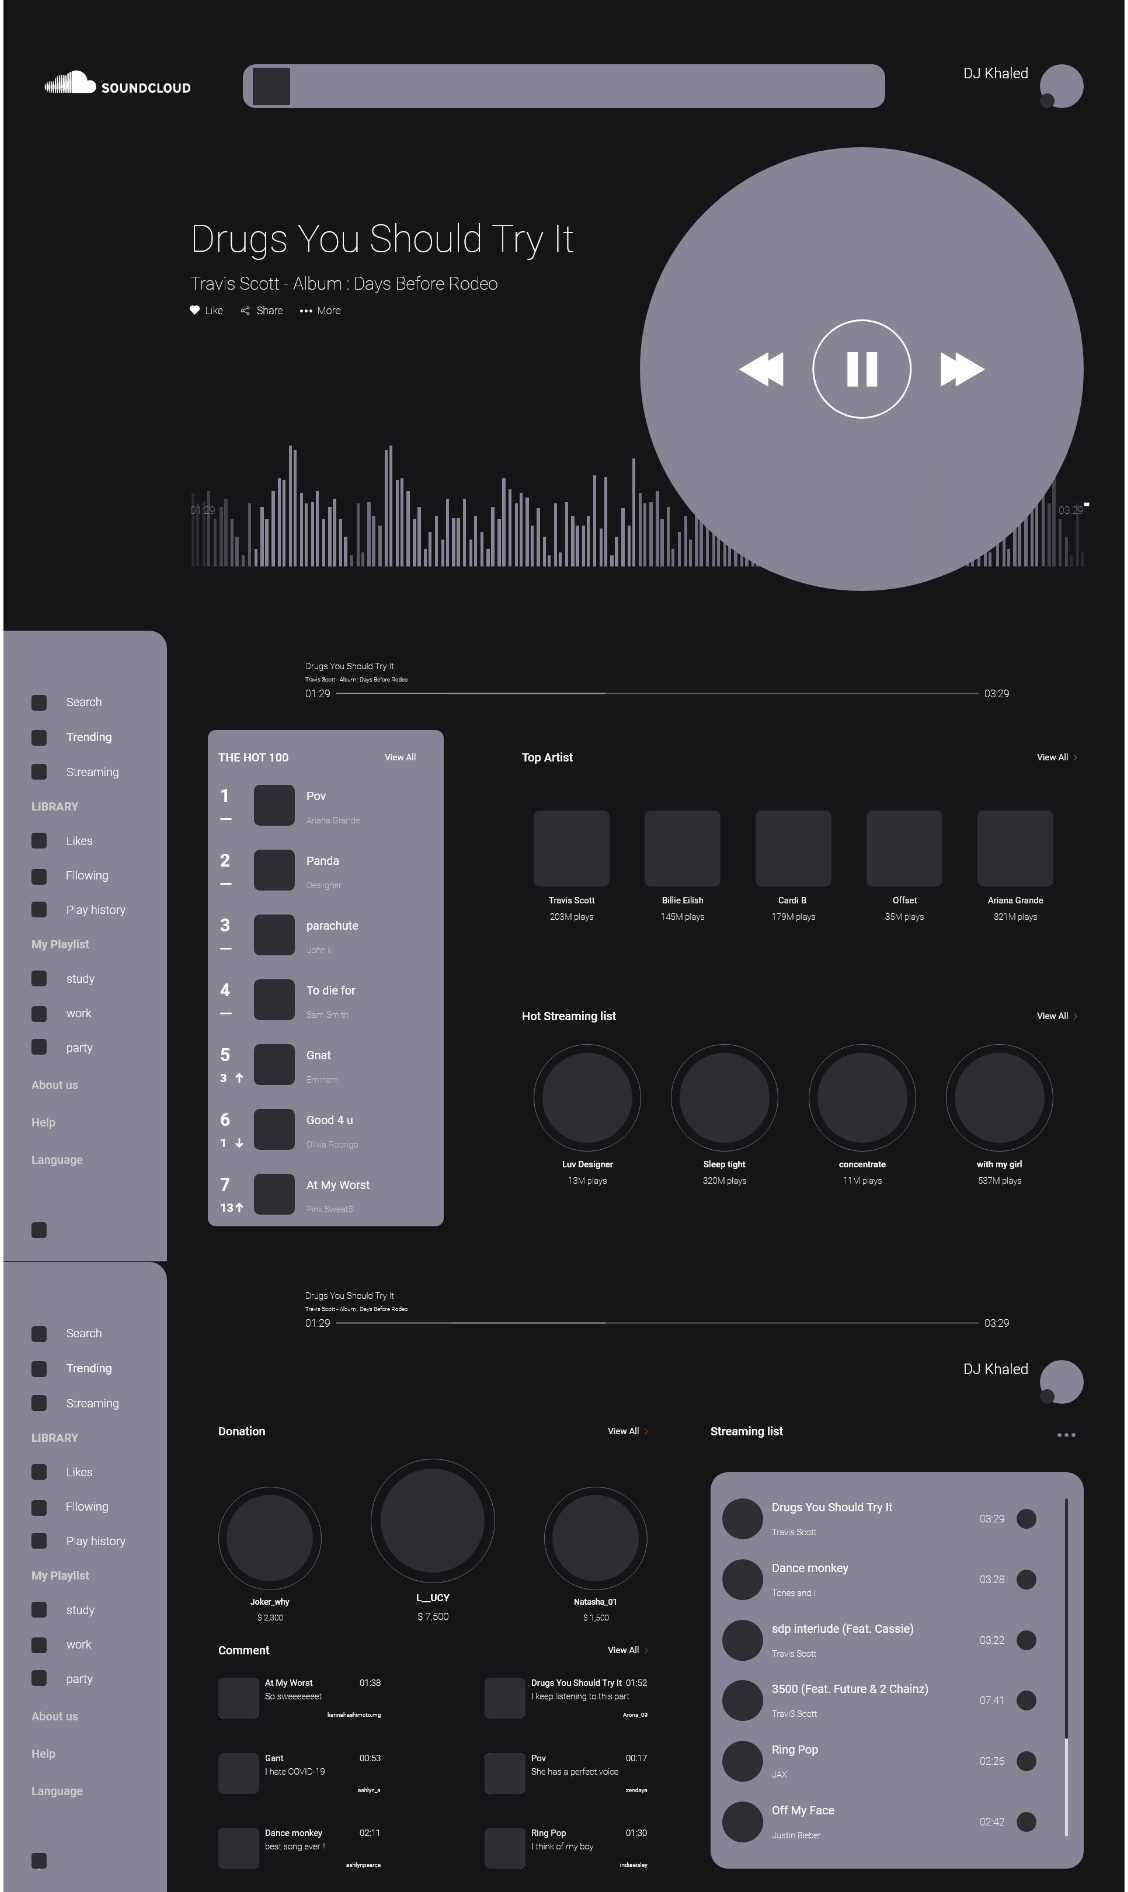 SOUNDCLOUD
DJ Khaled
Drugs You Should Try It
Travis Scott - Album : Days Before Rodeo
Like Share More
01:29 03:29
Drugs You Should Try It
Travis Scott - Album : Days Before Rodeo
01:29 03:29
Search
Trending
Streaming
LIBRARY
Likes
Fllowing
Play history
My Playlist
study
work
party
About us
Help
Language
THE HOT 100 View All
1 Pov
Ariana Grande
2 Panda
Desiigner
3 parachute
John k
4 To die for
Sam Smith
5 Gnat
3 Eminem
6 Good 4 u
1 Olivia Rodrigo
7 At My Worst
13 Pink Sweat$
Top Artist View All
Travis Scott Billie Eilish Cardi B Offset Ariana Grande
203M plays 145M plays 179M plays 35M plays 321M plays
Hot Streaming list View All
Luv Designer Sleep tight concentrate with my girl
13M plays 320M plays 11M plays 587M plays
Drugs You Should Try It
Travis Scott - Album : Days Before Rodeo
01:29 03:29
DJ Khaled
Search
Trending
Streaming
LIBRARY
Likes
Fllowing
Play history
My Playlist
study
work
party
About us
Help
Language
Donation View All
Joker_why L__UCY Natasha_01
$ 2,300 $ 7,500 $ 1,500
Comment View All
At My Worst 01:38
So sweeeeeeet
kannahashimoto.mg
Drugs You Should Try It 01:52
I keep listening to this part
Arona_09
Gant 00:53
I hate COVID-19
ashlyn_a
Pov 00:17
She has a perfect voice
zendaya
Dance monkey 02:11
best song ever !
ashlynpearce
Ring Pop 01:30
I think of my boy
indiaeisley
Streaming list
Drugs You Should Try It 03:29
Travis Scott
Dance monkey 03:28
Tones and I
sdp interlude (Feat. Cassie) 03:22
Travis Scott
3500 (Feat. Future & 2 Chainz) 07:41
Travi$ Scott
Ring Pop 02:26
JAX
Off My Face 02:42
Justin Bieber